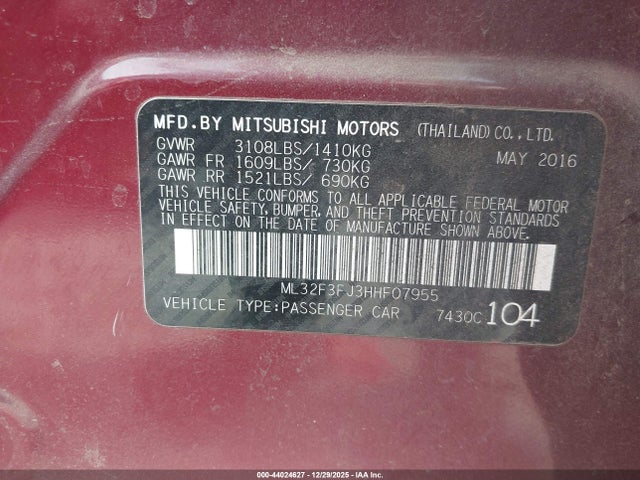 MFD.BY MITSUBISHI MOTORS (THAILAND) CO.,LTD.
GVWR 3108LBS/1410KG MAY 2016
GAWR FR 1609LBS/ 730KG
GAWR RR 1521LBS/ 690KG
THIS VEHICLE CONFORMS TO ALL APPLICABLE FEDERAL MOTOR
VEHICLE SAFETY, BUMPER, AND THEFT PREVENTION STANDARDS
IN EFFECT ON THE DATE OF MANUFACTURE SHOWN ABOVE.
ML32F3FJ3HHF07955
VEHICLE TYPE:PASSENGER CAR 7430C 104
000-44024627 - 12/29/2025 - IAA Inc.